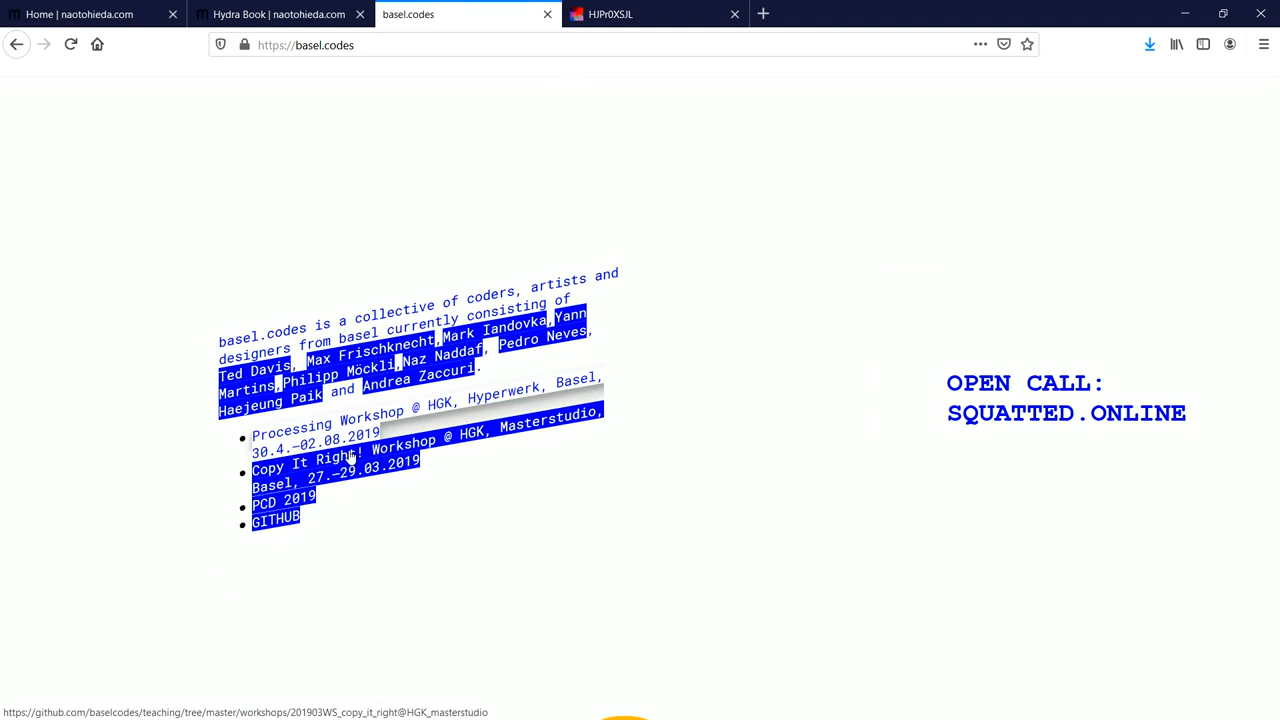 Home | naotohieda.com
Hydra Book | naotohieda.com
basel.codes
HJPr0XSJL
https://basel.codes
basel.codes is a collective of coders, artists and
designers from basel currently consisting of
Ted Davis, Max Frischknecht,Mark Iandovka,Yann
Martins,Philipp Möckli,Naz Naddaf, Pedro Neves,
Haejeung Paik and Andrea Zaccuri.
Processing Workshop @ HGK, Hyperwerk, Basel,
30.4.–02.08.2019
Copy It Right! Workshop @ HGK, Masterstudio,
Basel, 27.–29.03.2019
PCD 2019
GITHUB
OPEN CALL:
SQUATTED.ONLINE
https://github.com/baselcodes/teaching/tree/master/workshops/201903WS_copy_it_right@HGK_masterstudio